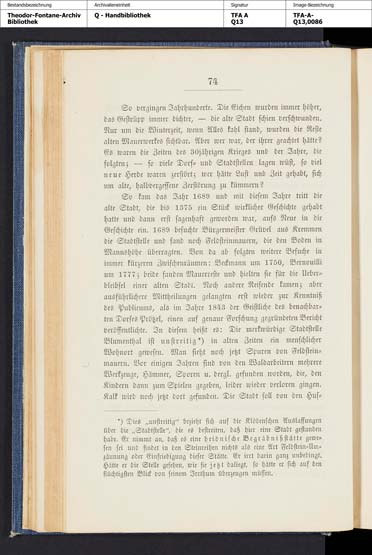 Bestandsbezeichnung
Theodor-Fontane-Archiv
Bibliothek
Archivalieneinheit
Q - Handbibliothek
Signatur
TFA A
Q13
Image-Bezeichnung
TFA-A-
Q13,0086
74
So vergingen Jahrhunderte. Die Eichen wurden immer höher,
das Gestrüpp immer dichter, — die alte Stadt schien verschwunden.
Nur um die Winterzeit, wenn Alles kahl stand, wurden die Reste
alten Mauerwerkes sichtbar. Aber wer war, der ihrer geachtet hätte?
Es waren die Zeiten des 30jährigen Krieges und der Jahre, die
folgten; — so viele Dorf- und Stadtstellen lagen wüst, so viel
neue Herde waren zerstört; wer hätte Lust und Zeit gehabt, sich
um alte, halbvergessene Zerstörung zu kümmern?
So kam das Jahr 1689 und mit diesem Jahre tritt die
alte Stadt, die bis 1375 ein Stück wirklicher Geschichte gehabt
hatte und dann erst sagenhaft geworden war, aufs Neue in die
Geschichte ein. 1689 besuchte Bürgermeister Grüvel aus Kremmen
die Stadtstelle und fand noch Feldsteinmauern, die den Boden in
Mannshöhe überragten. Von da ab folgten weitere Besuche in
immer kürzeren Zwischenräumen: Beckmann um 1750, Bernouilli
um 1777; beide fanden Mauerreste und hielten sie für die Ueber-
bleibsel einer alten Stadt. Noch andere Reisende kamen; aber
ausführlichere Mittheilungen gelangten erst wieder zur Kenntniß
des Publicums, als im Jahre 1843 der Geistliche des benachbar-
ten Dorfes Prötzel, einen auf genaue Forschung gegründeten Bericht
veröffentlichte. In diesem heißt es: Die merkwürdige Stadtstelle
Blumenthal ist unstreitig*) in alten Zeiten ein menschlicher
Wohnort gewesen. Man sieht noch jetzt Spuren von Feldstein-
mauern. Vor einigen Jahren sind von den Waldarbeitern mehrere
Werkzeuge, Hämmer, Sporen u. dergl. gefunden worden, die, den
Kindern dann zum Spielen gegeben, leider wieder verloren gingen.
Kalk wird noch jetzt dort gefunden. Die Stadt soll von den Hus-
*) Dies „unstreitig" bezieht sich auf die Klödenschen Auslassungen
über die „Stadtstelle", die es bestreiten, daß hier eine Stadt gestanden
habe. Er nimmt an, daß es eine heidnische Begräbnißstätte gewe-
sen sei und findet in den Steinreihen nichts als eine Art Feldstein-Um-
zäunung oder Einfriedigung dieser Stätte. Er irrt darin ganz unbedingt.
Hätte er die Stelle gesehen, wie sie jetzt daliegt, so hätte er sich auf den
flüchtigsten Blick von seinem Irrthum überzeugen müssen.